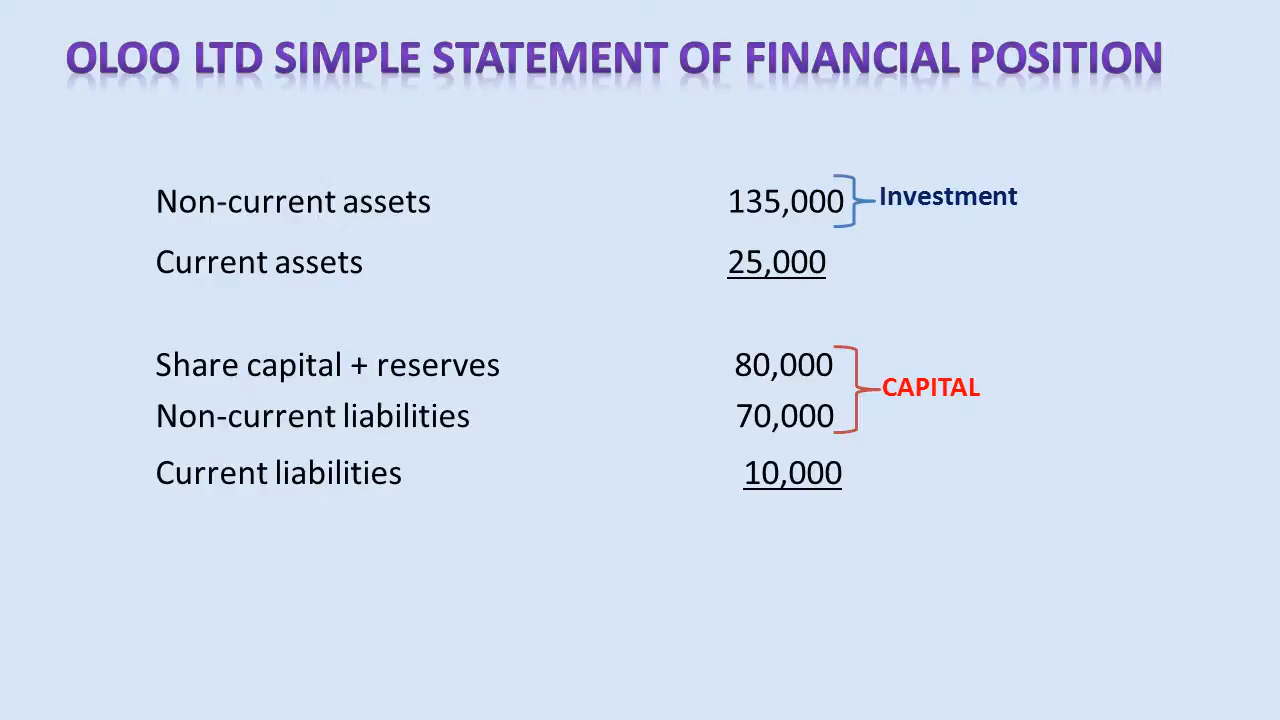 OLOO LTD SIMPLE STATEMENT OF FINANCIAL POSITION
Non-current assets 135,000 Investment
Current assets 25,000
Share capital + reserves 80,000
CAPITAL
Non-current liabilities 70,000
Current liabilities 10,000